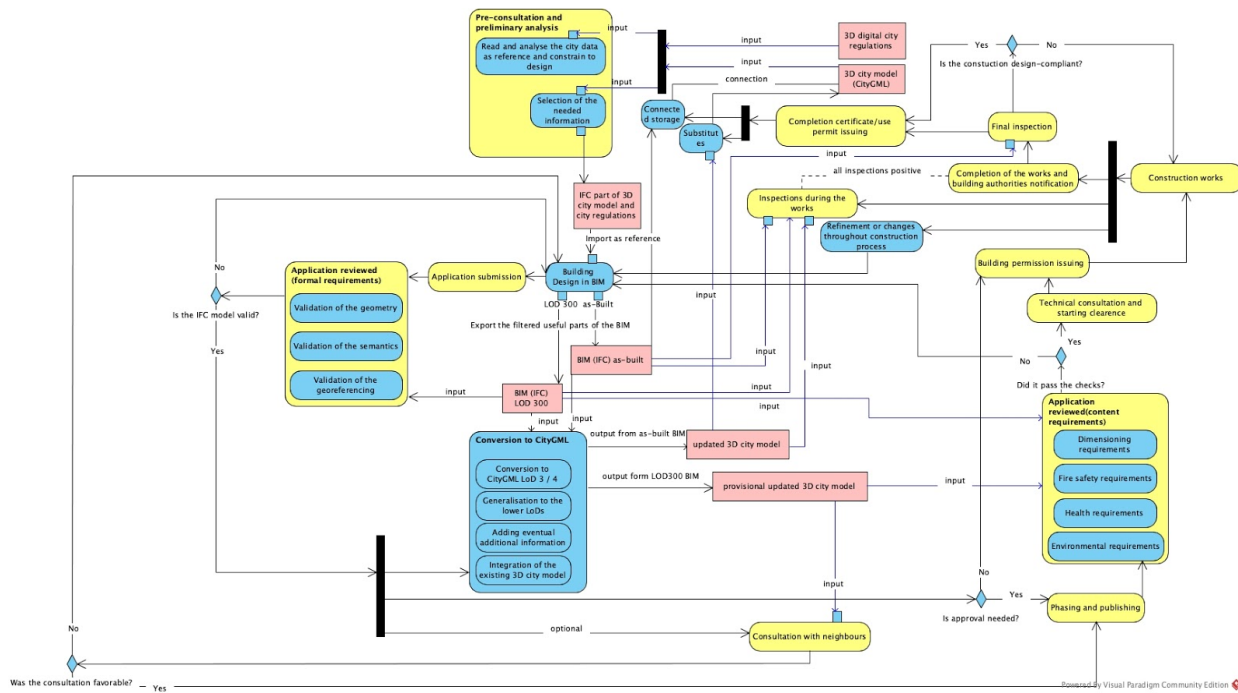 Pre-consultation and
preliminary analysis
input
Read and analyse the city data
as reference and constrain to
design
input
Selection of the
needed
information
input
input
connection
3D digital city
regulations
3D city model
(CityGML)
Yes
No
Is the constuction design-compliant?
Connecte
d storage
Substitut
es
Completion certificate/use
permit issuing
Final inspection
input
all inspections positive
Completion of the works and
building authorities notification
Construction works
IFC part of 3D
city model and
city regulations
Inspections during the
works
Refinement or changes
throughout construction
process
Import as reference
Building permission issuing
No
Application reviewed
(formal requirements)
Application submission
Building
Design in BIM
Validation of the geometry
Validation of the semantics
Validation of the
georeferencing
Is the IFC model valid?
Yes
LOD 300
as-Built
Export the filtered useful parts of the BIM
input
Technical consultation and
starting clearence
Yes
No
Did it pass the checks?
BIM (IFC) as-built
input
input
input
BIM (IFC)
LOD 300
input
input
input
input
Application
reviewed(content
requirements)
Dimensioning
requirements
Fire safety requirements
Health requirements
Environmental requirements
Conversion to CityGML
output from as-built BIM
updated 3D city model
Conversion to
CityGML LoD 3 / 4
output form LOD300 BIM
provisional updated 3D city model
input
Generalisation to the
lower LoDs
Adding eventual
additional information
Integration of the
existing 3D city model
input
No
Yes
Is approval needed?
Phasing and publishing
optional
Consultation with neighbours
No
Was the consultation favorable?
Yes
Powered By Visual Paradigm Community Edition